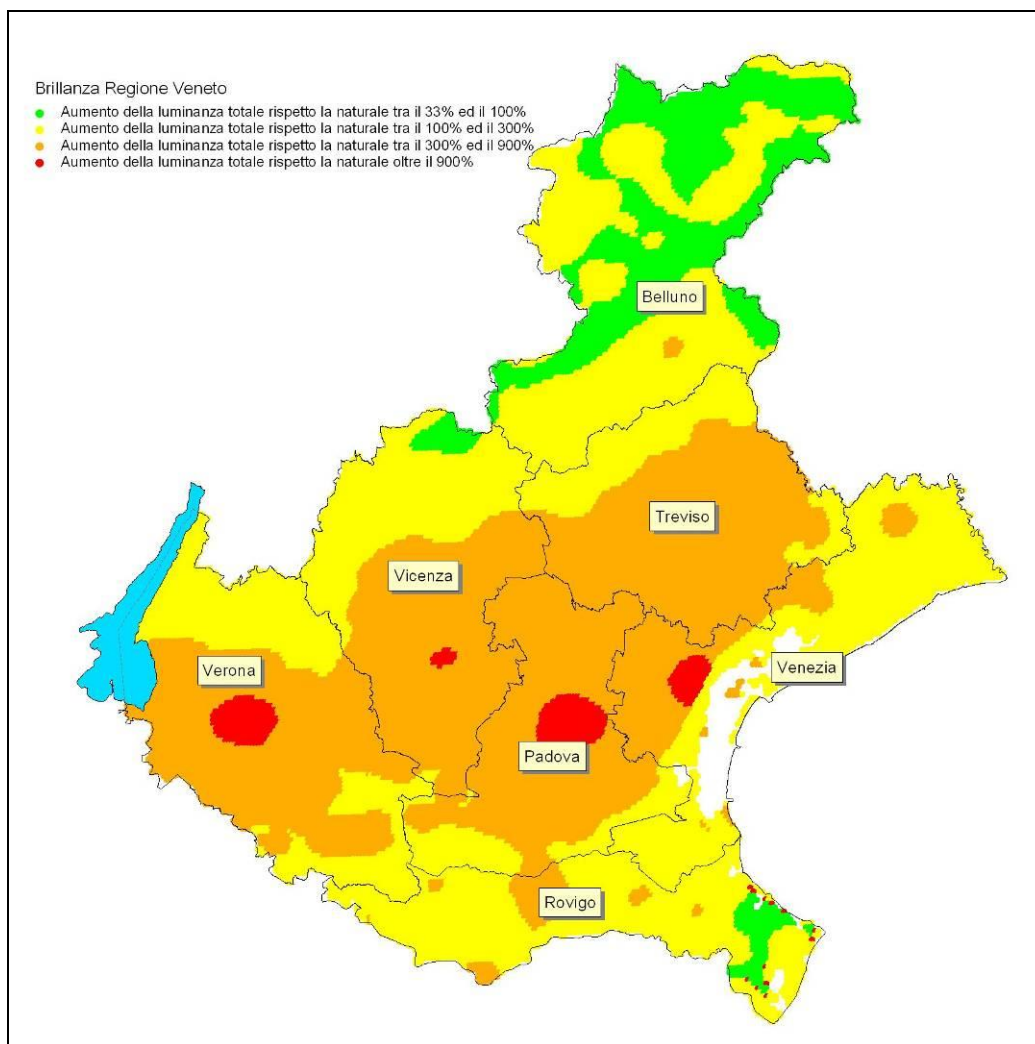 Brillanza Regione Veneto
Aumento della luminanza totale rispetto la naturale tra il 33% ed il 100%
Aumento della luminanza totale rispetto la naturale tra il 100% ed il 300%
Aumento della luminanza totale rispetto la naturale tra il 300% ed il 900%
Aumento della luminanza totale rispetto la naturale oltre il 900%
Belluno
Treviso
Vicenza
Verona
Venezia
Padova
Rovigo